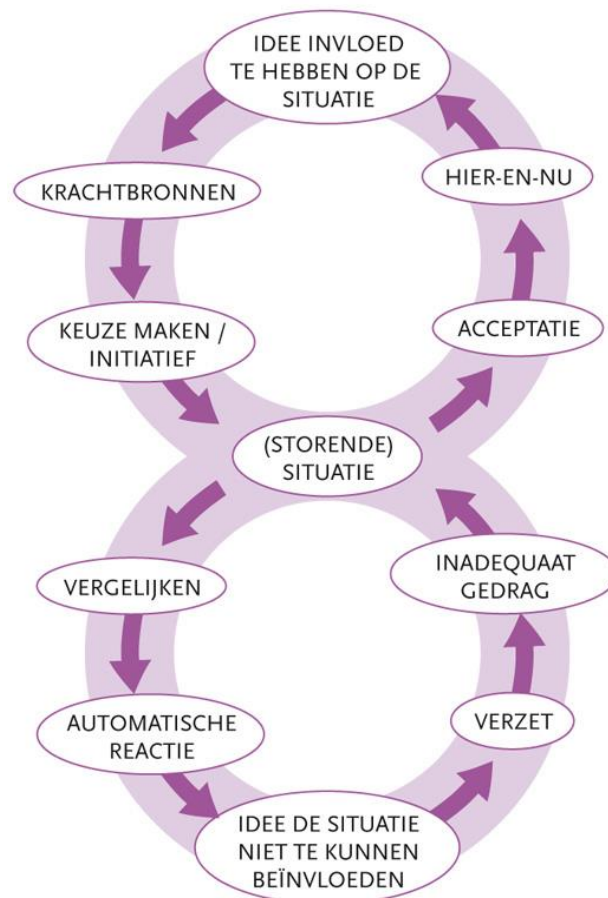 IDEE INVLOED
TE HEBBEN OP DE
SITUATIE
KRACHTBRONNEN
HIER-EN-NU
KEUZE MAKEN /
INITIATIEF
ACCEPTATIE
(STORENDE)
SITUATIE
VERGELIJKEN
INADEQUAAT
GEDRAG
AUTOMATISCHE
REACTIE
VERZET
IDEE DE SITUATIE
NIET TE KUNNEN
BEÏNVLOEDEN